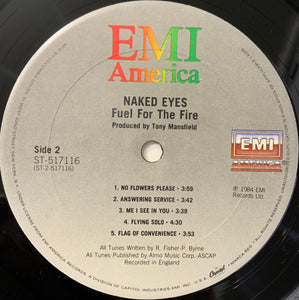 EMI
America
NAKED EYES
Fuel For The Fire
Produced by Tony Mansfield
Side 2
ST-517116
(ST-2-517116)
EMI
AMERICA
1. NO FLOWERS PLEASE • 3:59
2. ANSWERING SERVICE • 3:42
3. ME I SEE IN YOU • 3:35
4. FLYING SOLO • 4:30
5. FLAG OF CONVENIENCE • 3:53
℗ 1984 EMI
Records Ltd.
All Tunes Written by R. Fisher-P. Byrne
All Tunes Published by Almo Music Corp.-ASCAP
Recorded in England
Capitol